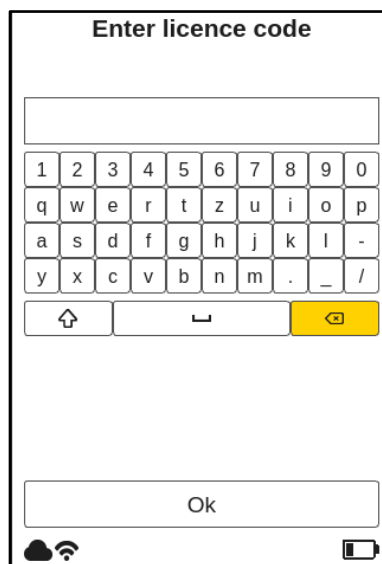 Enter licence code
1 2 3 4 5 6 7 8 9 0
q w e r t z u i o p
a s d f g h j k l -
y x c v b n m . _ /
Ok